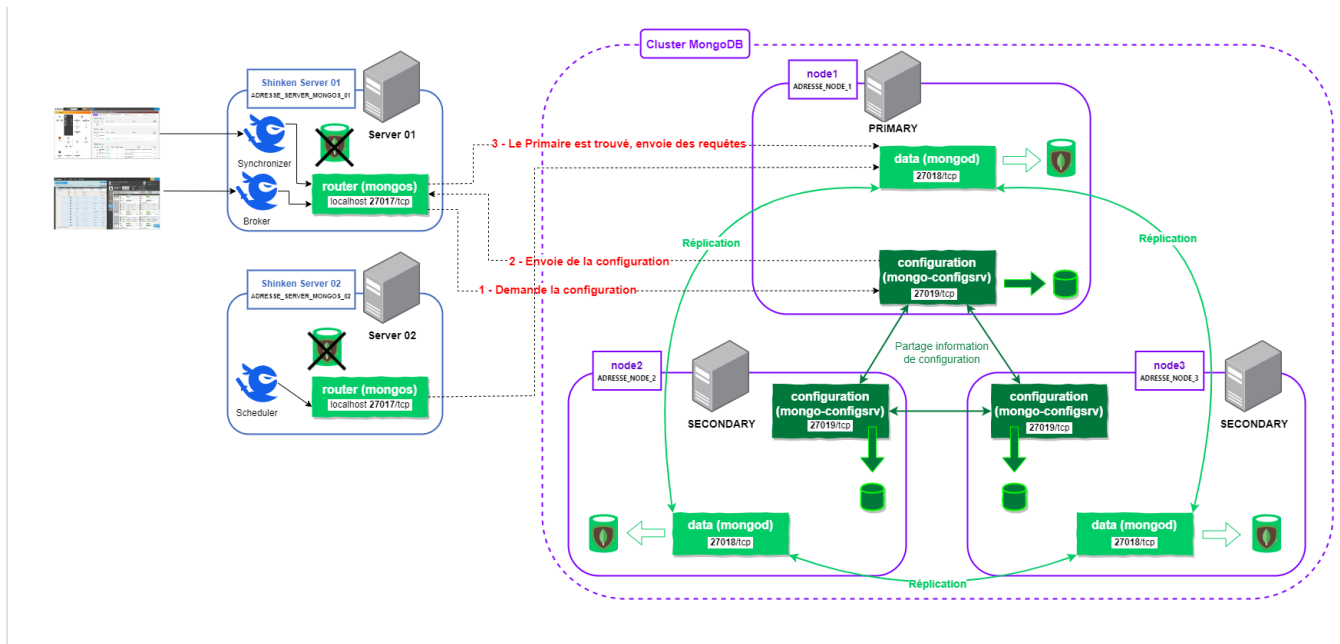 Cluster MongoDB
Shinken Server 01
ADRESSE_SERVER_MONGOS_01
Server 01
Synchronizer
router (mongos)
localhost 27017/tcp
Broker
Shinken Server 02
ADRESSE_SERVER_MONGOS_02
Server 02
router (mongos)
localhost 27017/tcp
Scheduler
3 - Le Primaire est trouvé, envoie des requêtes
2 - Envoie de la configuration
1 - Demande la configuration
node1
ADRESSE_NODE_1
PRIMARY
data (mongod)
27018/tcp
Réplication
Réplication
configuration
(mongo-configsrv)
27019/tcp
Partage information
de configuration
node2
ADRESSE_NODE_2
SECONDARY
configuration
(mongo-configsrv)
27019/tcp
data (mongod)
27018/tcp
node3
ADRESSE_NODE_3
SECONDARY
configuration
(mongo-configsrv)
27019/tcp
data (mongod)
27018/tcp
Réplication